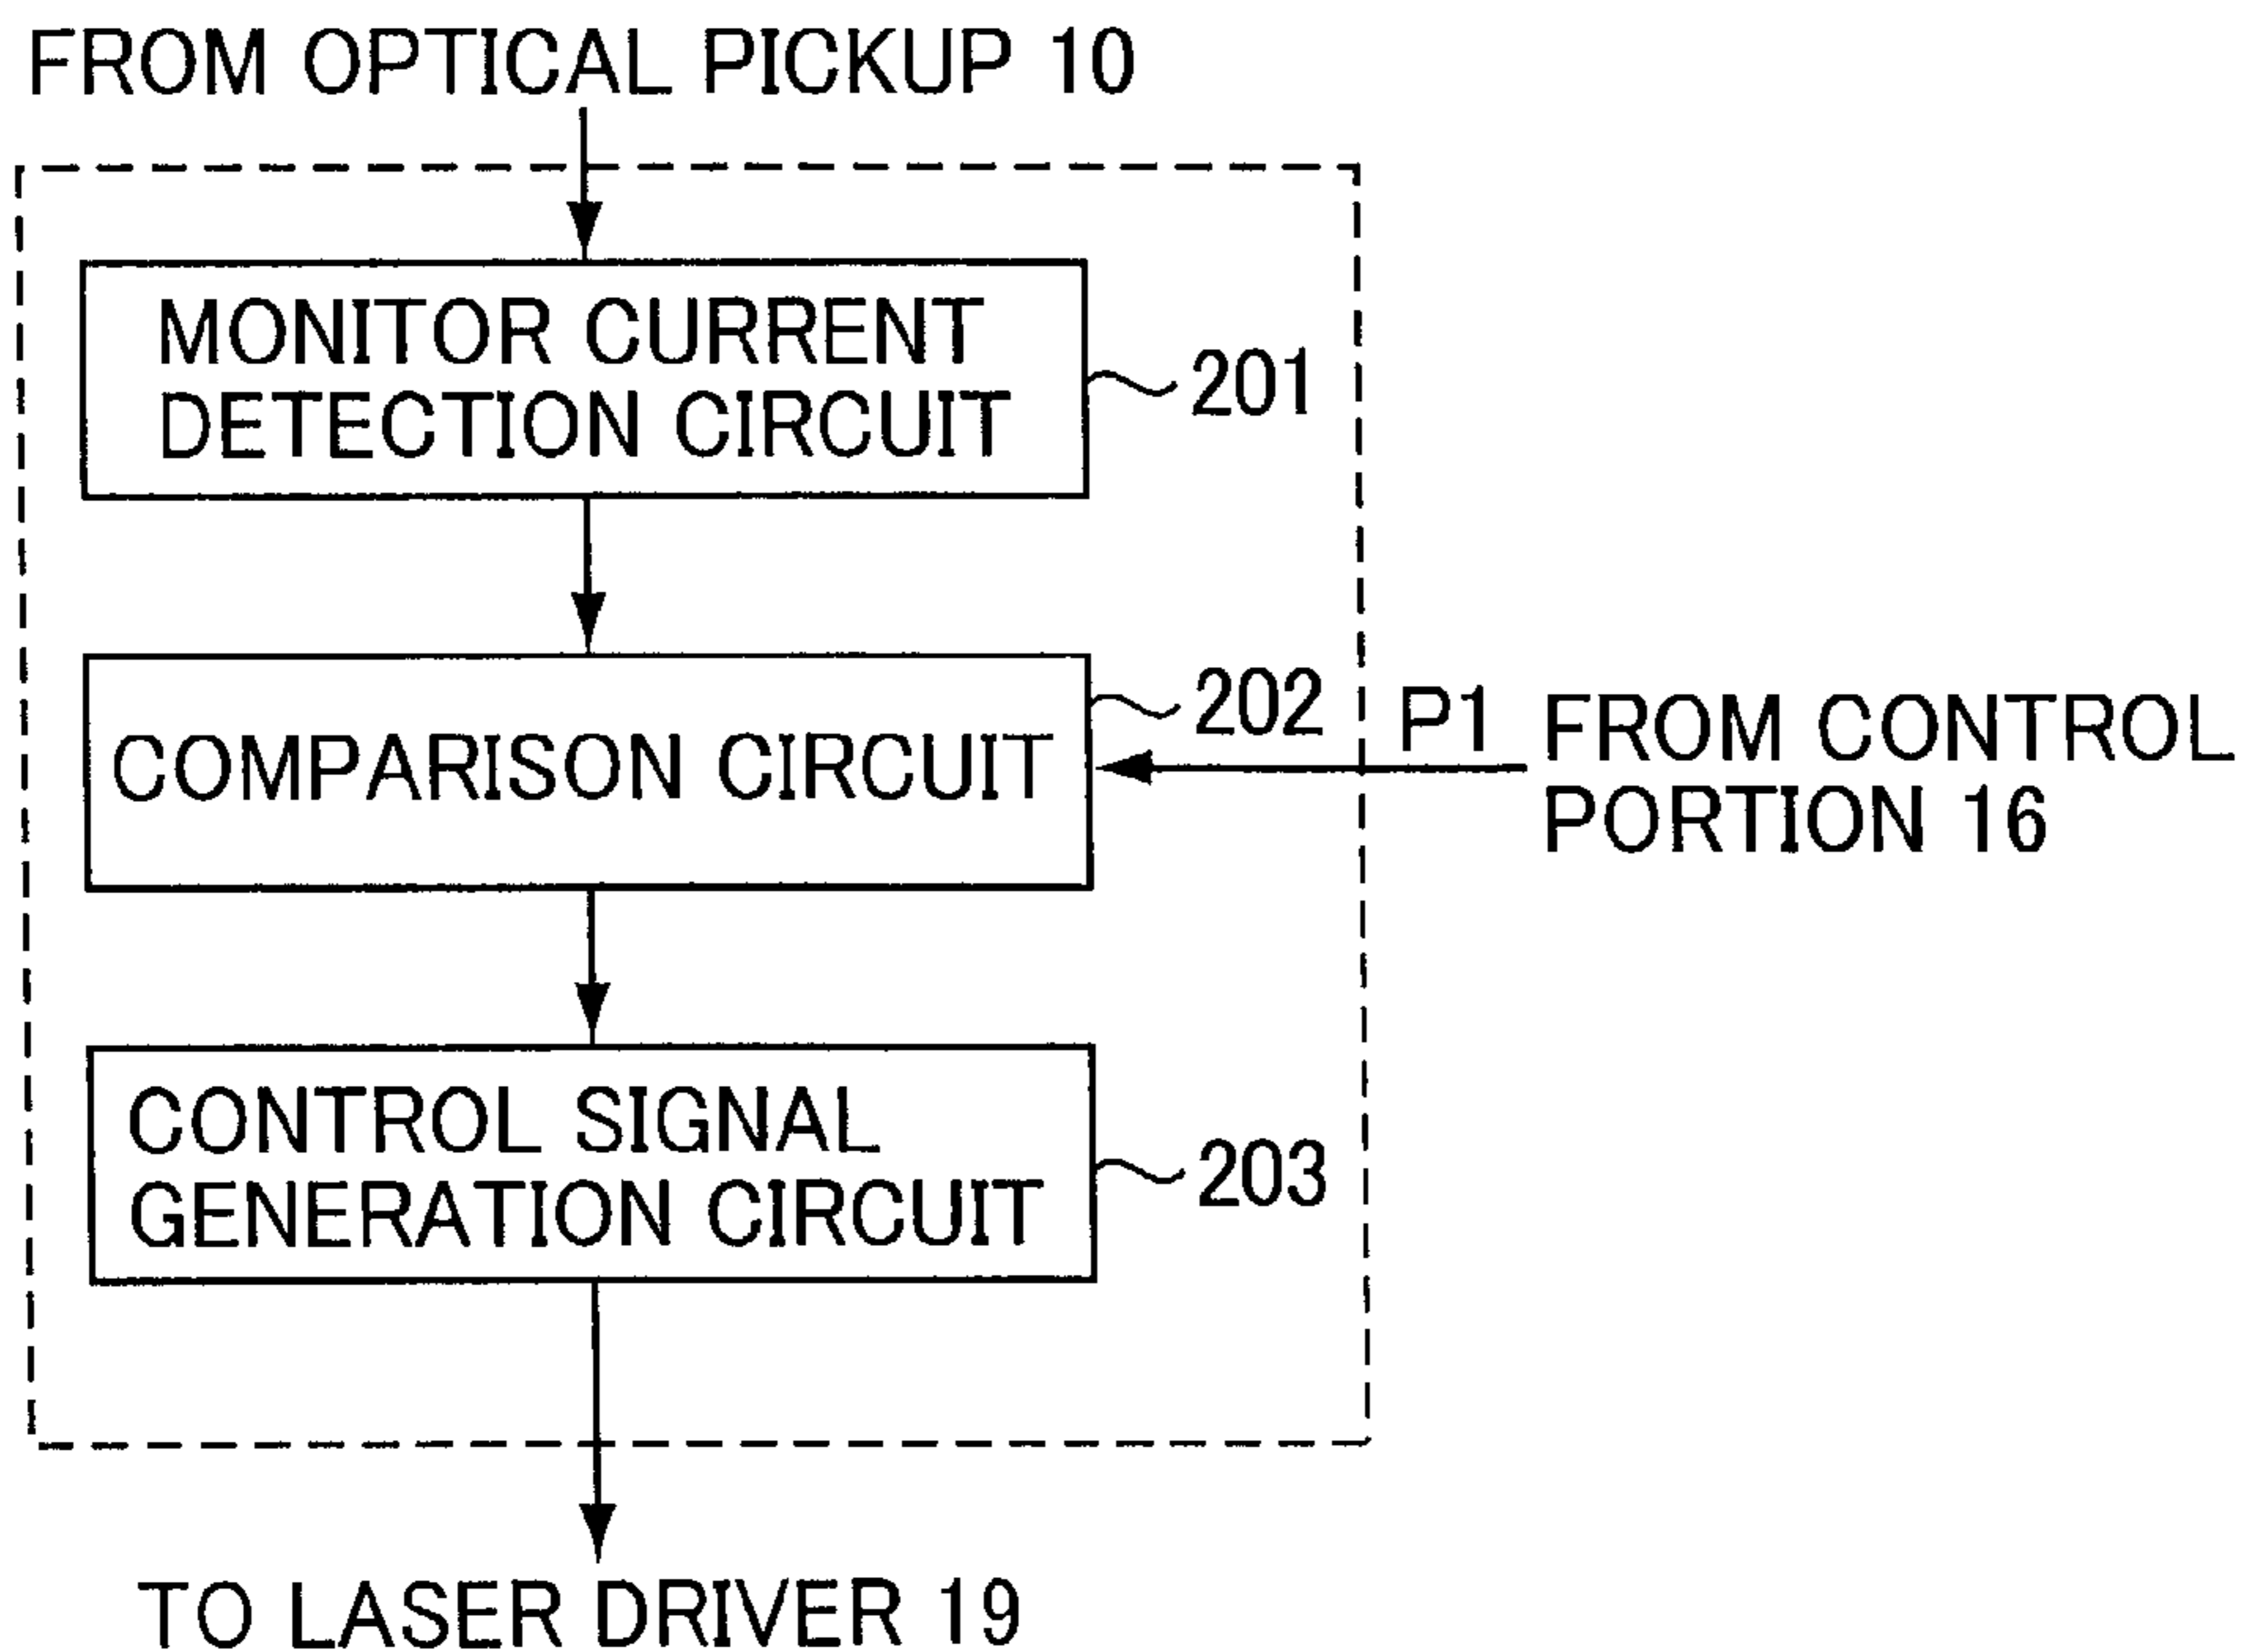 FROM OPTICAL PICKUP 10
MONITOR CURRENT
DETECTION CIRCUIT
201
COMPARISON CIRCUIT
202
P1
FROM CONTROL
PORTION 16
CONTROL SIGNAL
GENERATION CIRCUIT
203
TO LASER DRIVER 19